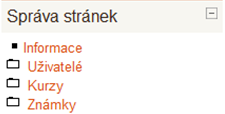 Správa stránek
Informace
Uživatelé
Kurzy
Známky